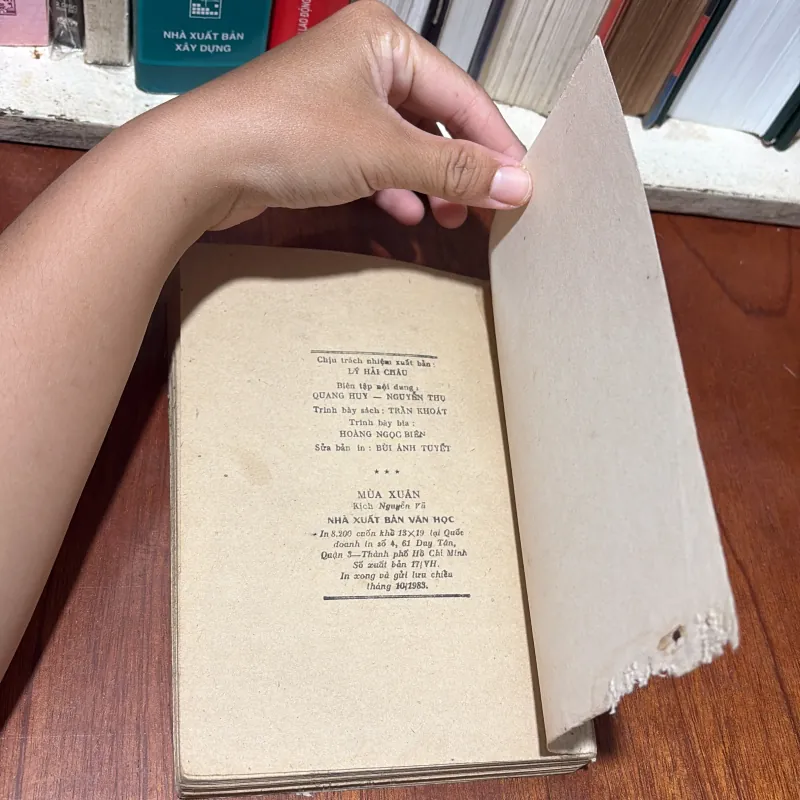 NHÀ XUẤT BẢN
XÂY DỰNG
LAO ĐỘNG
Chịu trách nhiệm xuất bản :
LÝ HẢI CHÂU
Biên tập nội dung :
QUANG HUY — NGUYỄN THỤ
Trình bày sách : TRẦN KHOÁT
Trình bày bìa :
HOÀNG NGỌC BIÊN
Sửa bản in : BÙI ÁNH TUYẾT
* * *
MÙA XUÂN
Kịch Nguyễn Vũ
NHÀ XUẤT BẢN VĂN HỌC
In 8,200 cuốn khổ 13×19 tại Quốc
doanh in số 4, 61 Duy Tân,
Quận 3—Thành phố Hồ Chí Minh
Số xuất bản 17/VH.
In xong và gửi lưu chiểu
tháng 10/1983.